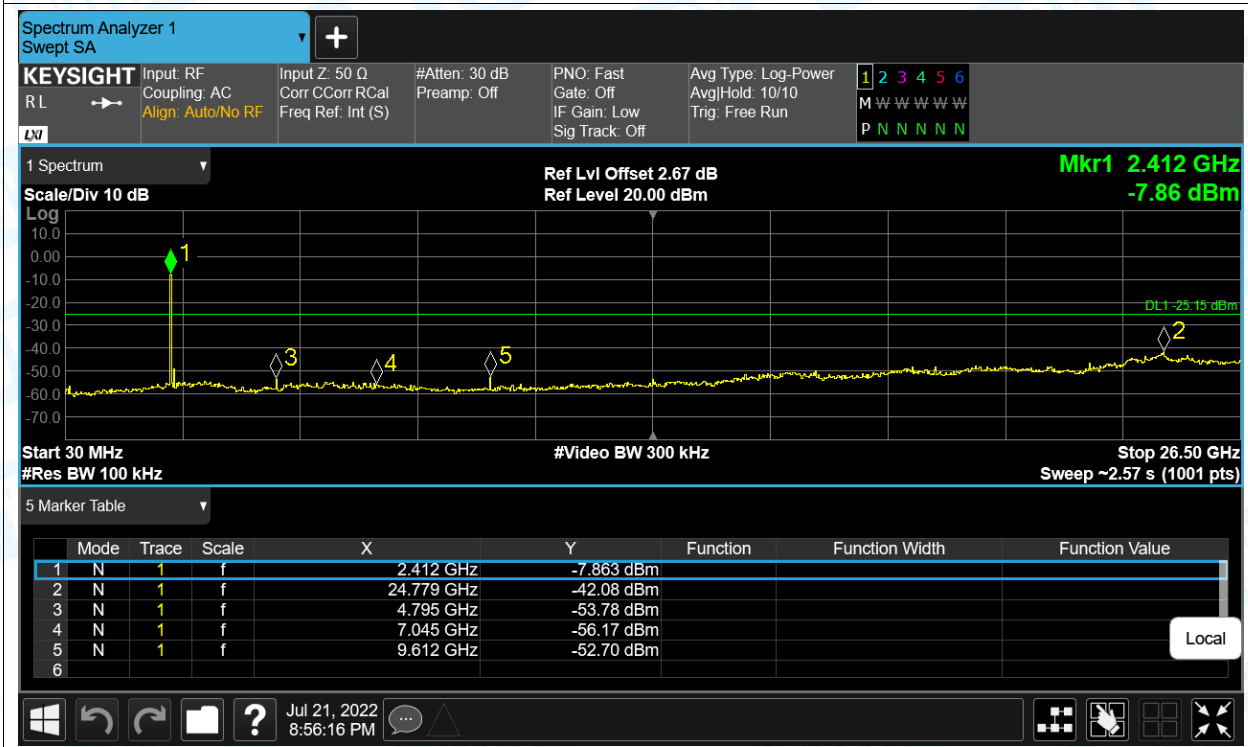 Spectrum Analyzer 1
Swept SA
KEYSIGHT Input: RF Input Z: 50 Ω #Atten: 30 dB PNO: Fast Avg Type: Log-Power 1 2 3 4 5 6
R L Coupling: AC Corr CCorr RCal Preamp: Off Gate: Off Avg|Hold: 10/10 M W W W W W
Align: Auto/No RF Freq Ref: Int (S) IF Gain: Low Trig: Free Run
LXI Sig Track: Off P N N N N N
1 Spectrum Ref Lvl Offset 2.67 dB Mkr1 2.412 GHz
Scale/Div 10 dB Ref Level 20.00 dBm -7.86 dBm
Log
10.0
0.00 1
-10.0
-20.0 DL1 -25.15 dBm
-30.0 2
-40.0 3 4 5
-50.0
-60.0
-70.0
Start 30 MHz #Video BW 300 kHz Stop 26.50 GHz
#Res BW 100 kHz Sweep ~2.57 s (1001 pts)
5 Marker Table
Mode Trace Scale X Y Function Function Width Function Value
1 N 1 f 2.412 GHz -7.863 dBm
2 N 1 f 24.779 GHz -42.08 dBm
3 N 1 f 4.795 GHz -53.78 dBm
4 N 1 f 7.045 GHz -56.17 dBm
5 N 1 f 9.612 GHz -52.70 dBm
6
Local
? Jul 21, 2022
8:56:16 PM